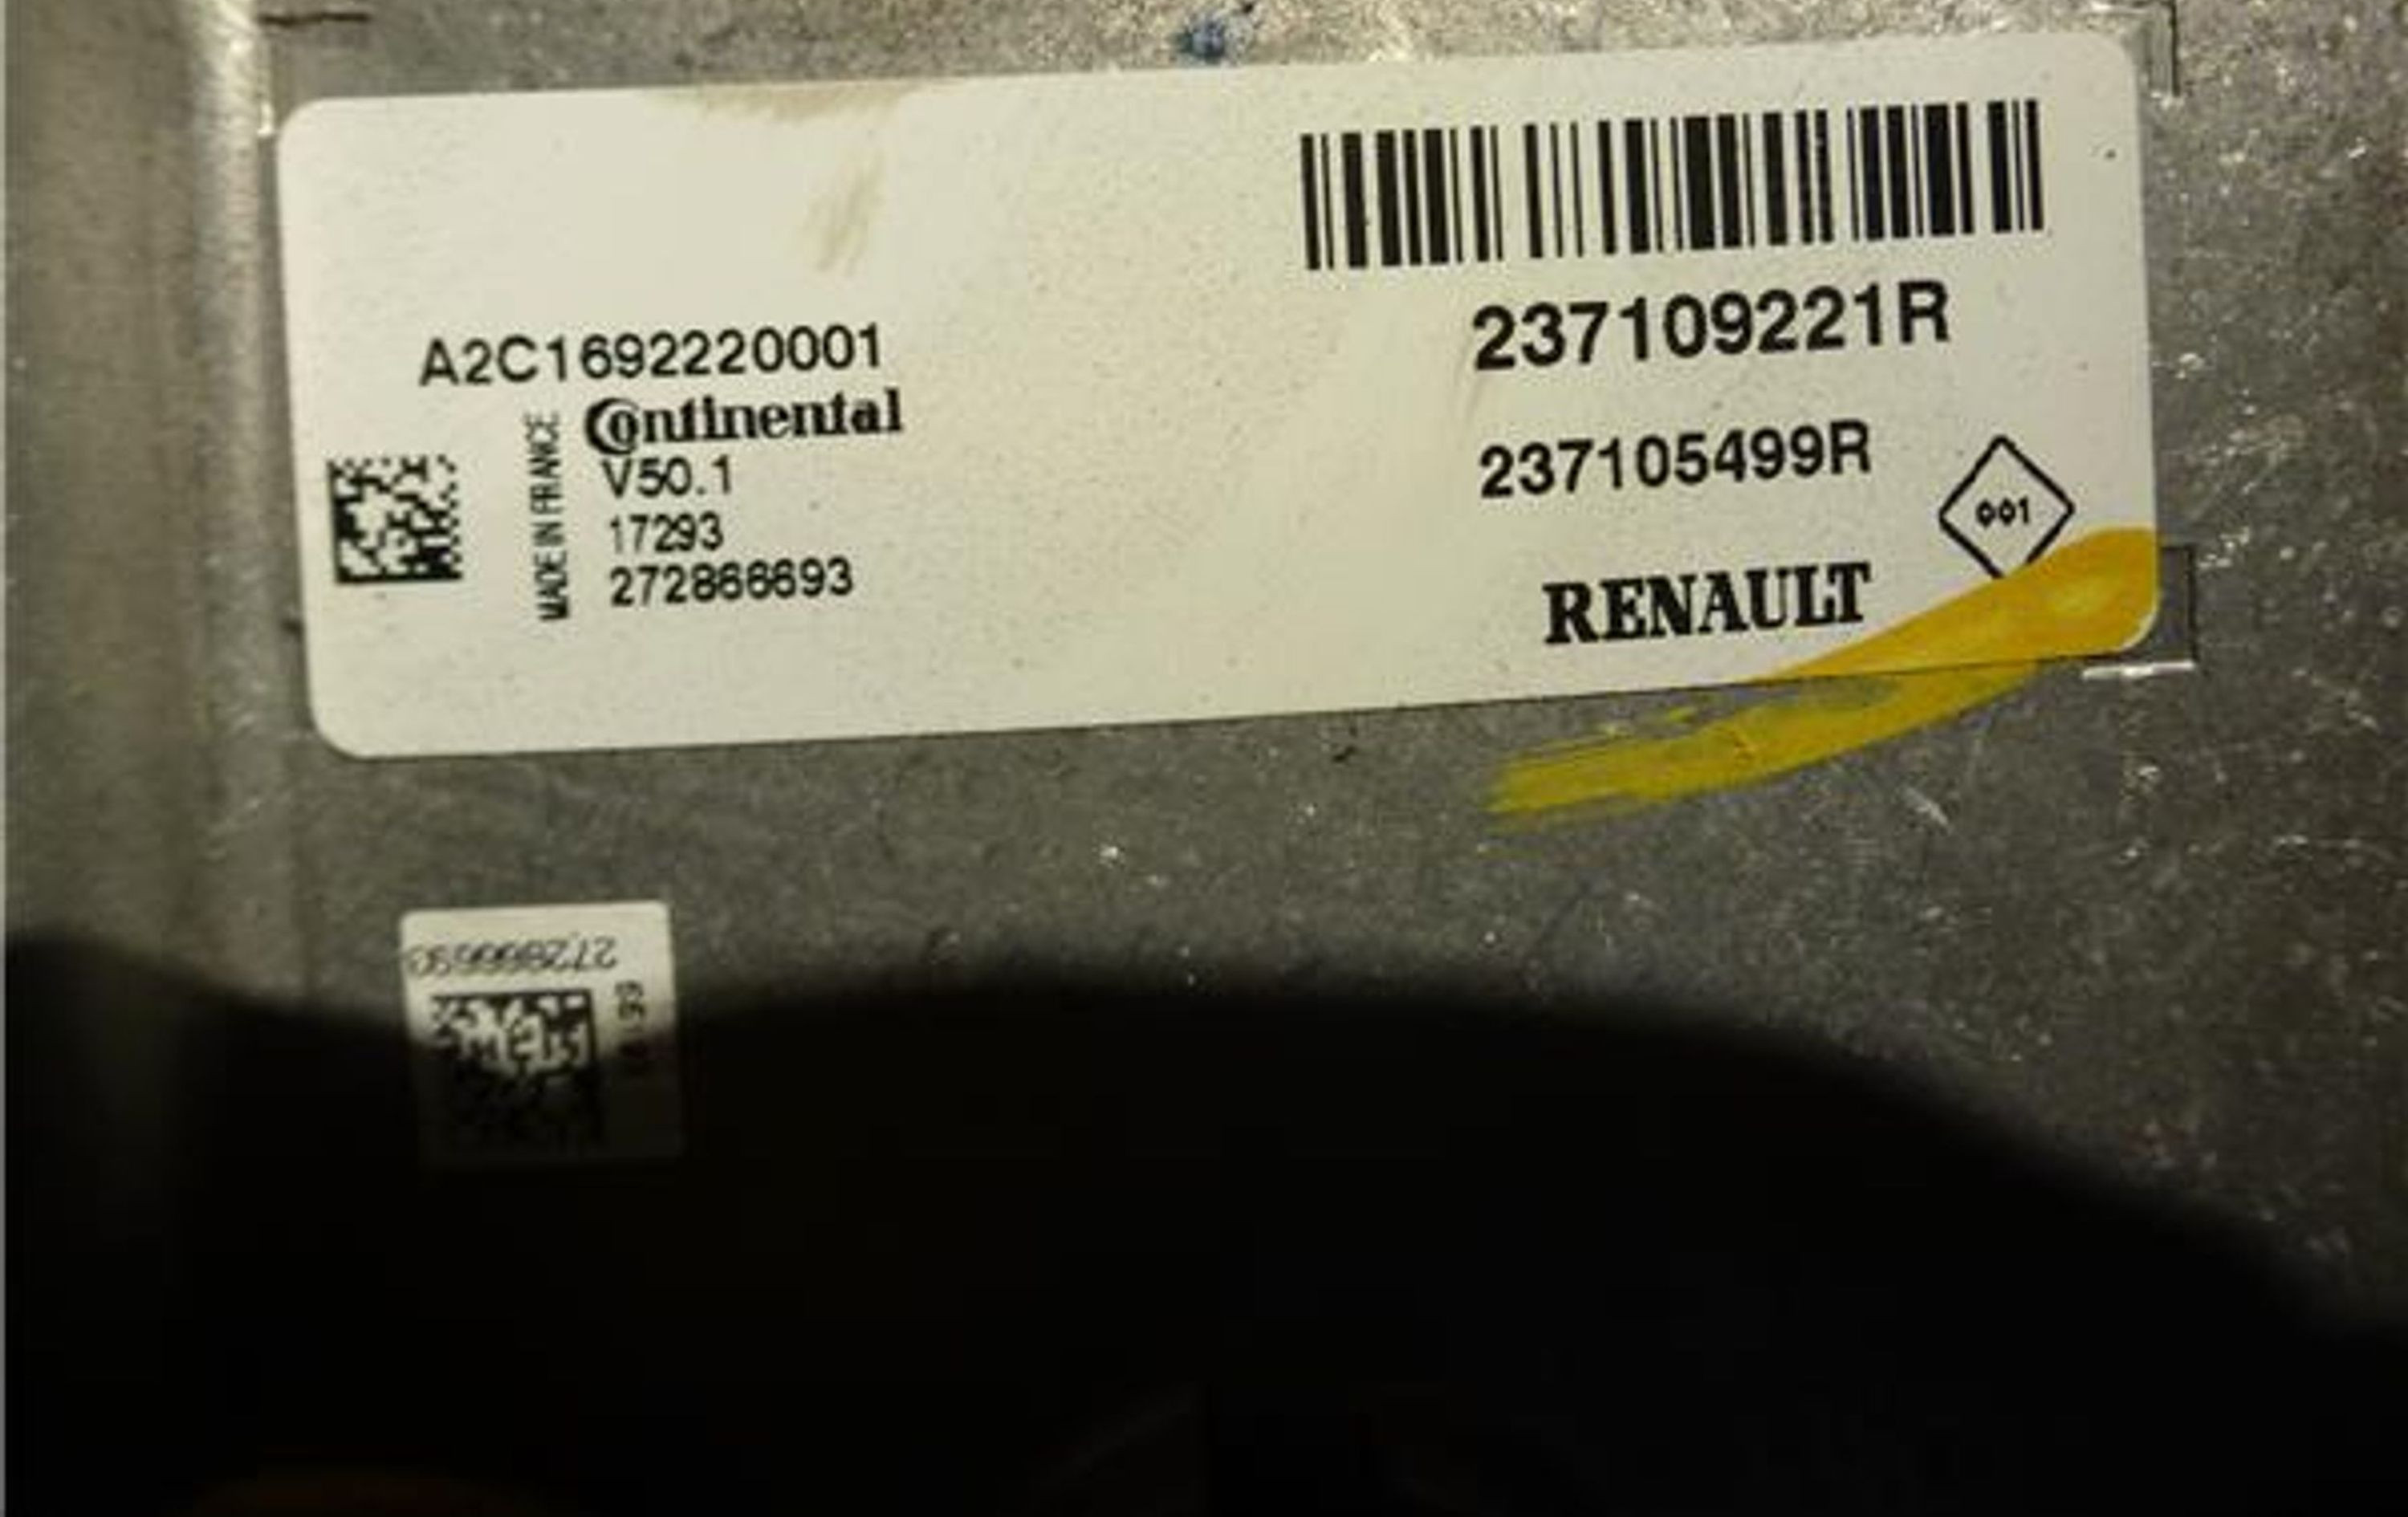 A2C1692220001
Continental
MADE IN FRANCE
V50.1
17293
272866693
237109221R
237105499R
001
RENAULT